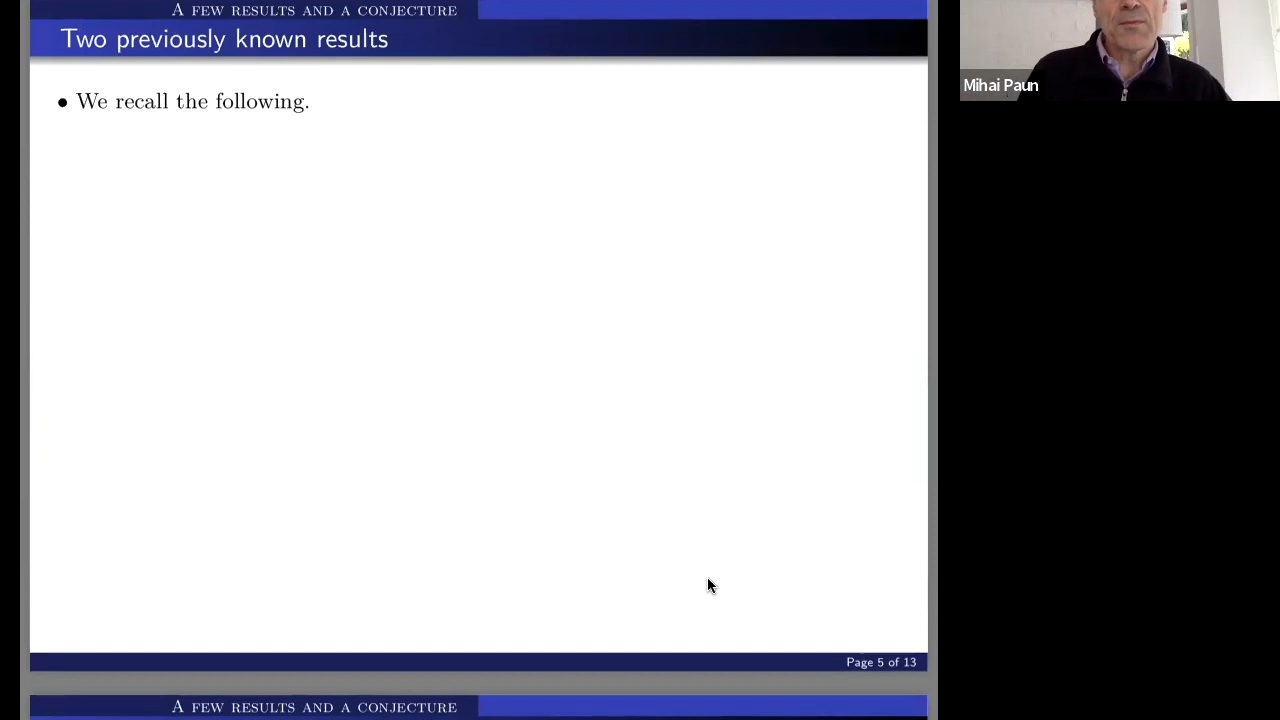 A few results and a conjecture
Two previously known results
• We recall the following.
Page 5 of 13
A few results and a conjecture
Mihai Paun